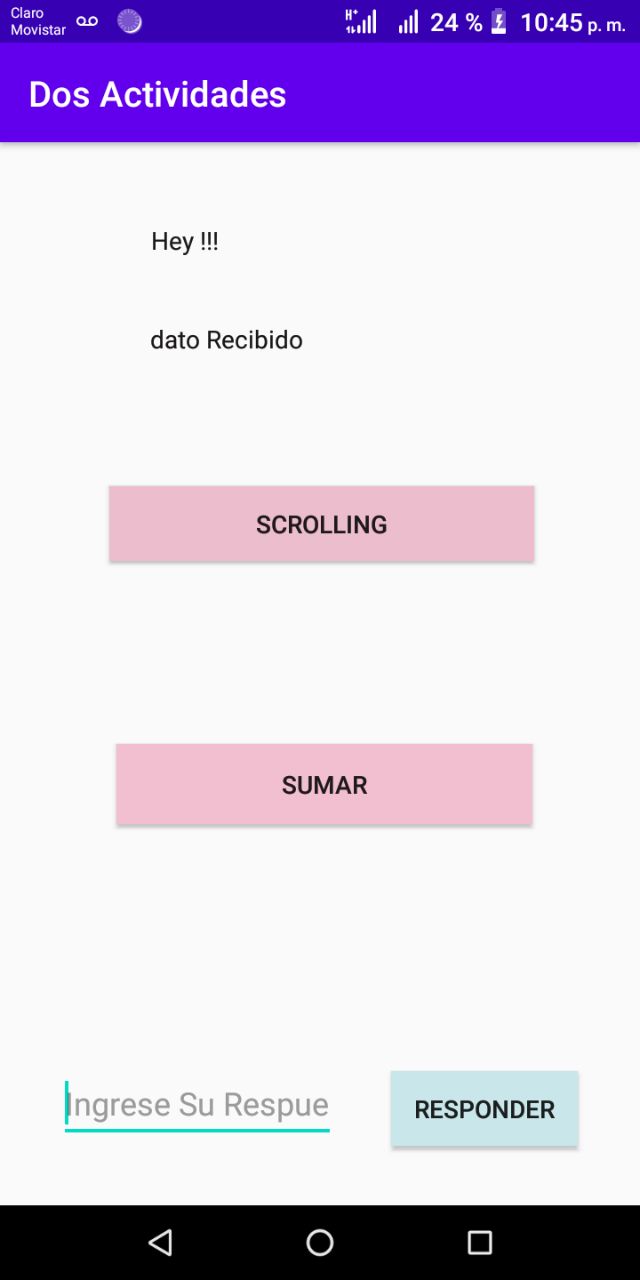 Claro
Movistar
H+ 24 % 10:45 p. m.
Dos Actividades
Hey !!!
dato Recibido
SCROLLING
SUMAR
Ingrese Su Respue
RESPONDER